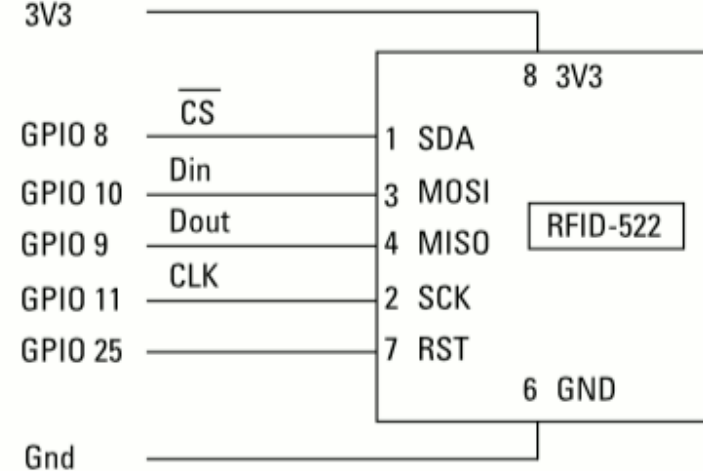 3V3
8 3V3
CS
GPIO 8 1 SDA
Din
GPIO 10 3 MOSI
Dout RFID-522
GPIO 9 4 MISO
CLK
GPIO 11 2 SCK
GPIO 25 7 RST
6 GND
Gnd